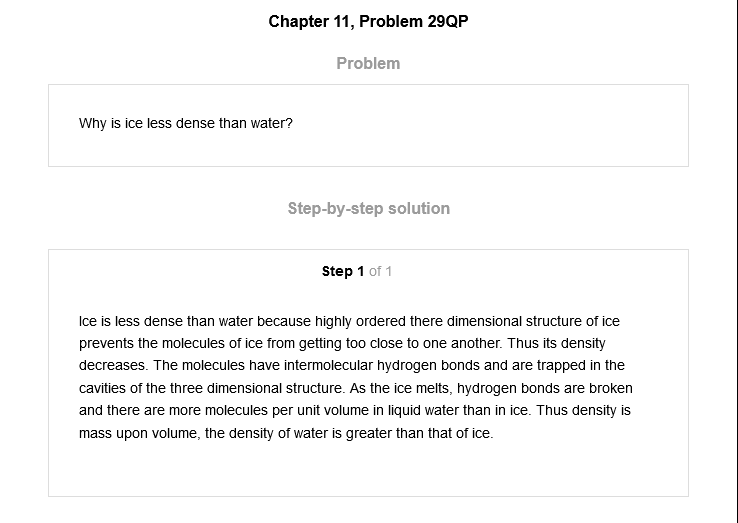 Chapter 11, Problem 29QP
Problem
Why is ice less dense than water?
Step-by-step solution
Step 1 of 1
Ice is less dense than water because highly ordered there dimensional structure of ice
prevents the molecules of ice from getting too close to one another. Thus its density
decreases. The molecules have intermolecular hydrogen bonds and are trapped in the
cavities of the three dimensional structure. As the ice melts, hydrogen bonds are broken
and there are more molecules per unit volume in liquid water than in ice. Thus density is
mass upon volume, the density of water is greater than that of ice.